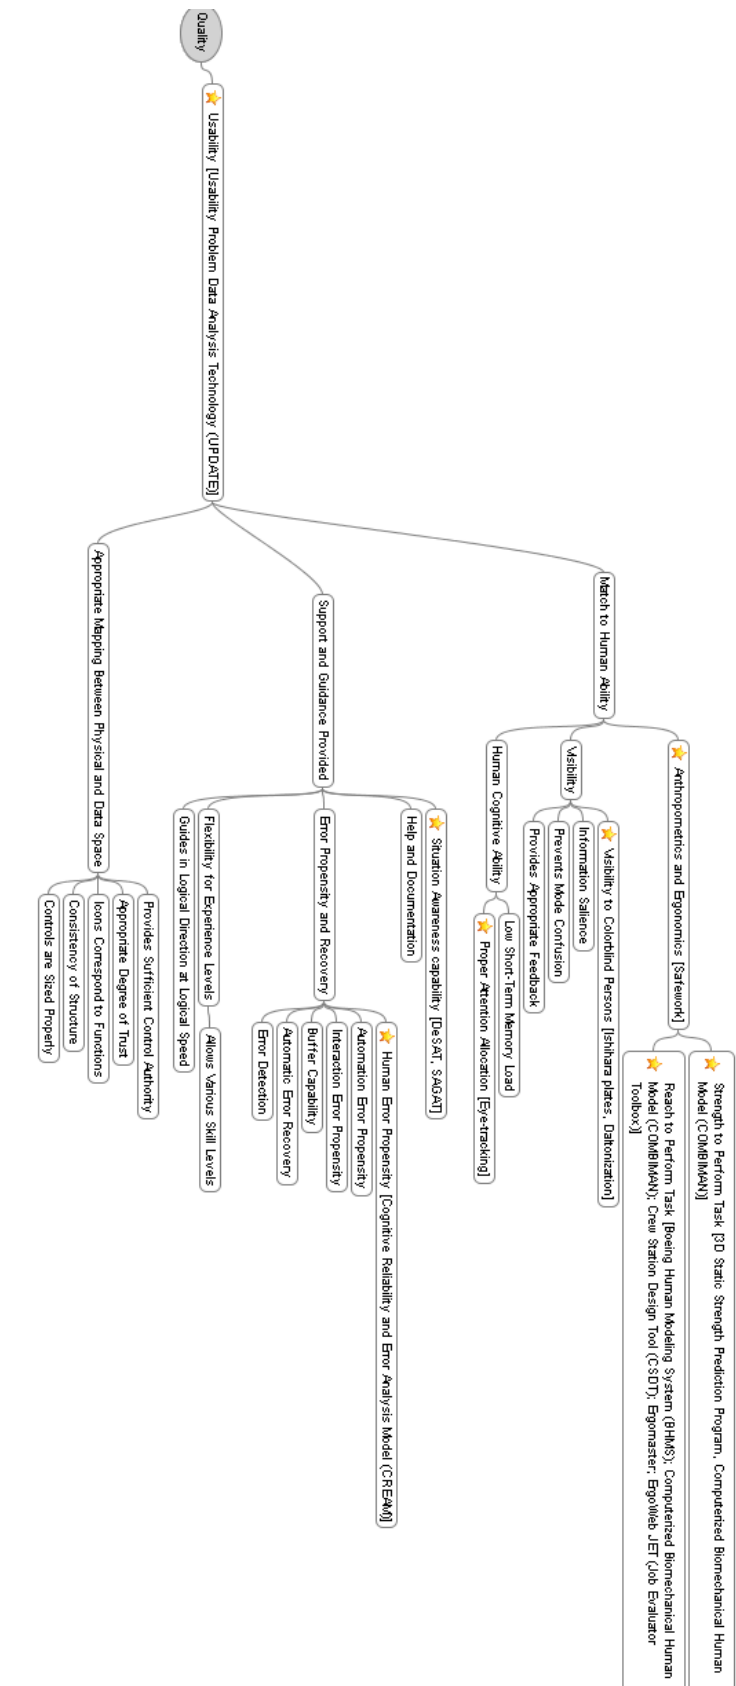 Quality
Usability [Usability Problem Data Analysis Technology (UPDATE)]
Match to Human Ability
Anthropometrics and Ergonomics [Safework]
Strength to Perform Task [3D Static Strength Prediction Program, Computerized Biomechanical Human
Model (COMBIMAN)]
Reach to Perform Task [Boeing Human Modeling System (BHMS); Computerized Biomechanical Human
Model (COMBIMAN); Crew Station Design Tool (CSDT); Ergomaster; ErgoWeb JET (Job Evaluator
Toolbox)]
Visibility
Visibility to Colorblind Persons [Ishihara plates, Daltonization]
Information Salience
Prevents Mode Confusion
Provides Appropriate Feedback
Human Cognitive Ability
Low Short-Term Memory Load
Proper Attention Allocation [Eye-tracking]
Support and Guidance Provided
Situation Awareness capability [DeSAT, SAGAT]
Help and Documentation
Error Propensity and Recovery
Human Error Propensity [Cognitive Reliability and Error Analysis Model (CREAM)]
Automation Error Propensity
Interaction Error Propensity
Buffer Capability
Automatic Error Recovery
Error Detection
Flexibility for Experience Levels
Allows Various Skill Levels
Guides in Logical Direction at Logical Speed
Appropriate Mapping Between Physical and Data Space
Provides Sufficient Control Authority
Appropriate Degree of Trust
Icons Correspond to Functions
Consistency of Structure
Controls are Sized Properly